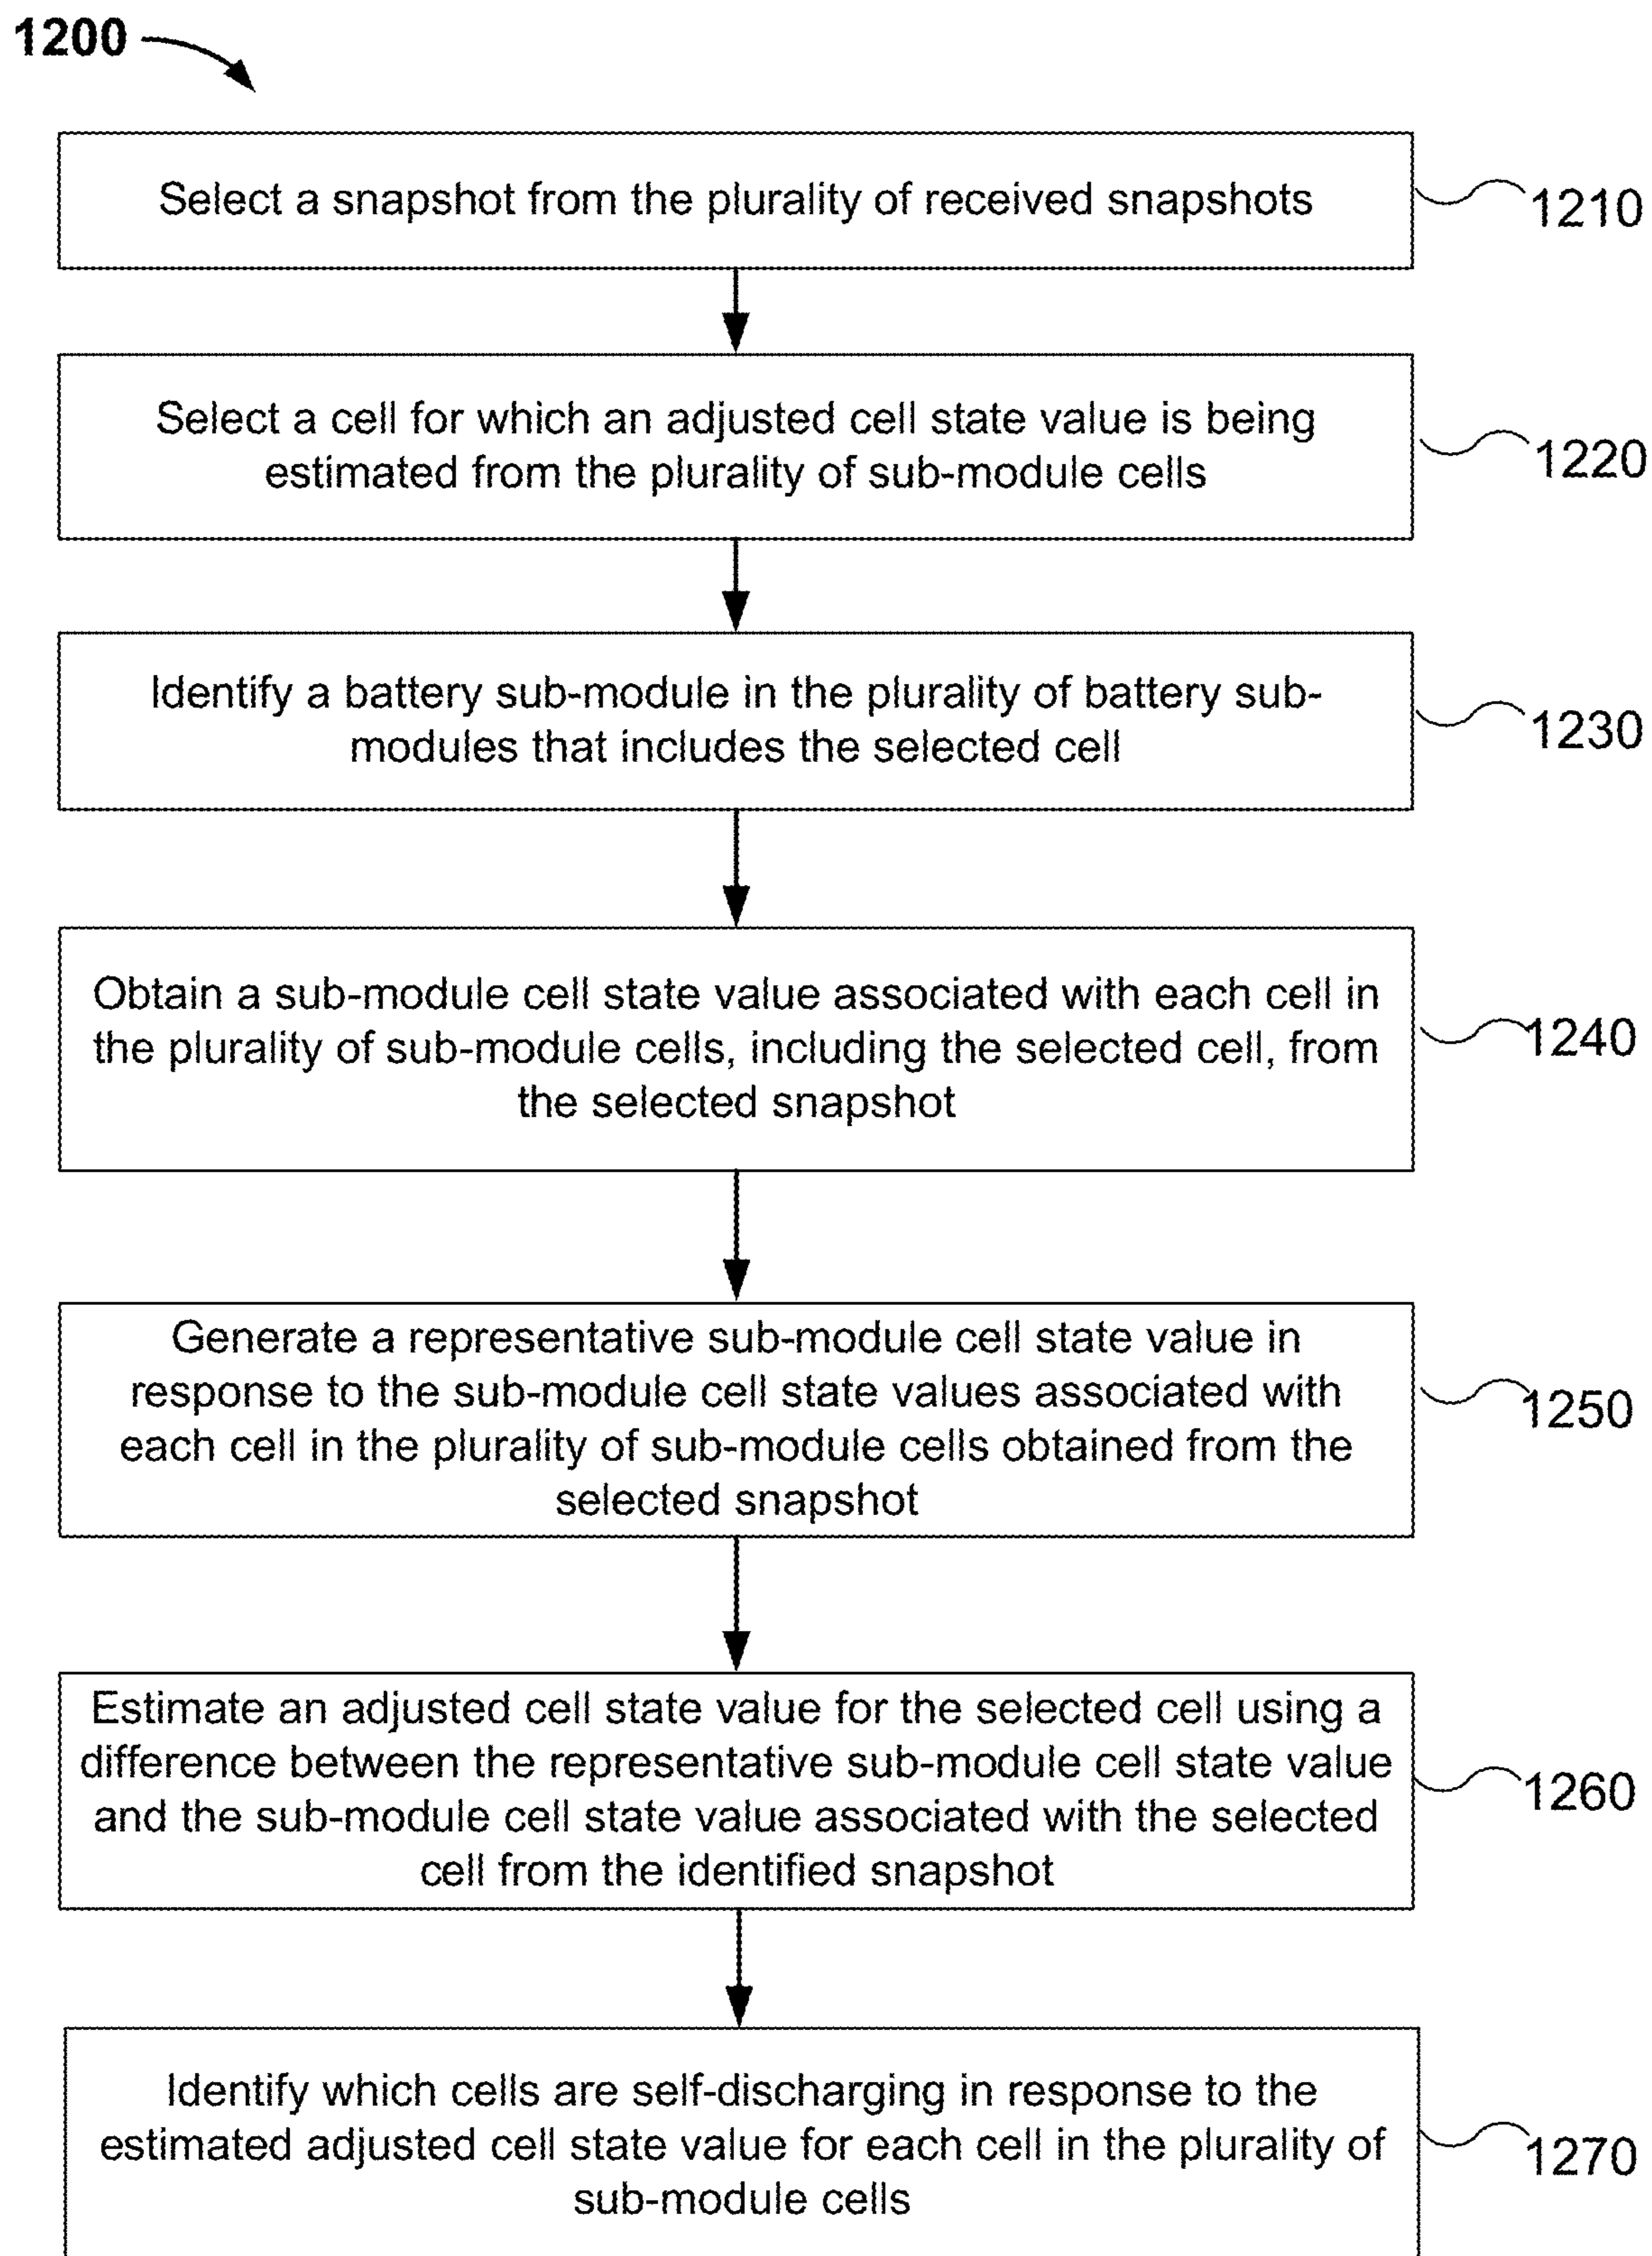 1200
Select a snapshot from the plurality of received snapshots
1210
Select a cell for which an adjusted cell state value is being
estimated from the plurality of sub-module cells
1220
Identify a battery sub-module in the plurality of battery sub-
modules that includes the selected cell
1230
Obtain a sub-module cell state value associated with each cell in
the plurality of sub-module cells, including the selected cell, from
the selected snapshot
1240
Generate a representative sub-module cell state value in
response to the sub-module cell state values associated with
each cell in the plurality of sub-module cells obtained from the
selected snapshot
1250
Estimate an adjusted cell state value for the selected cell using a
difference between the representative sub-module cell state value
and the sub-module cell state value associated with the selected
cell from the identified snapshot
1260
Identify which cells are self-discharging in response to the
estimated adjusted cell state value for each cell in the plurality of
sub-module cells
1270